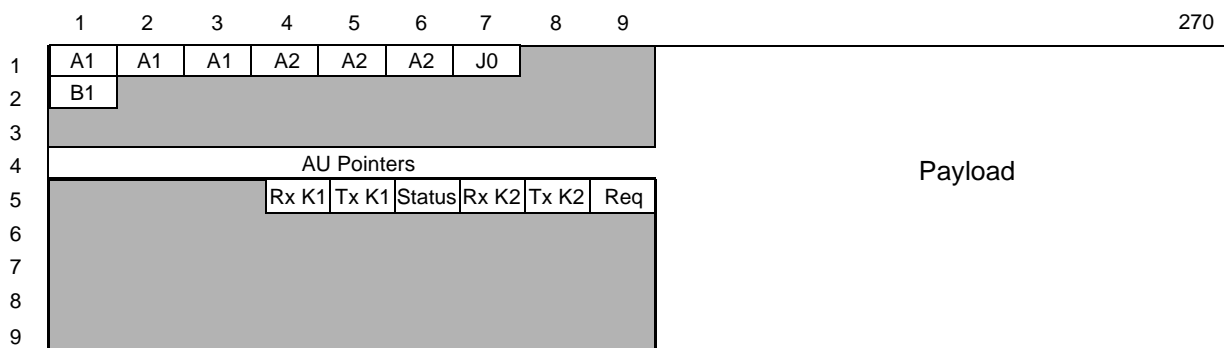 1 2 3 4 5 6 7 8 9 270
1 A1 A1 A1 A2 A2 A2 J0
2 B1
3
4 AU Pointers Payload
5 Rx K1 Tx K1 Status Rx K2 Tx K2 Req
6
7
8
9